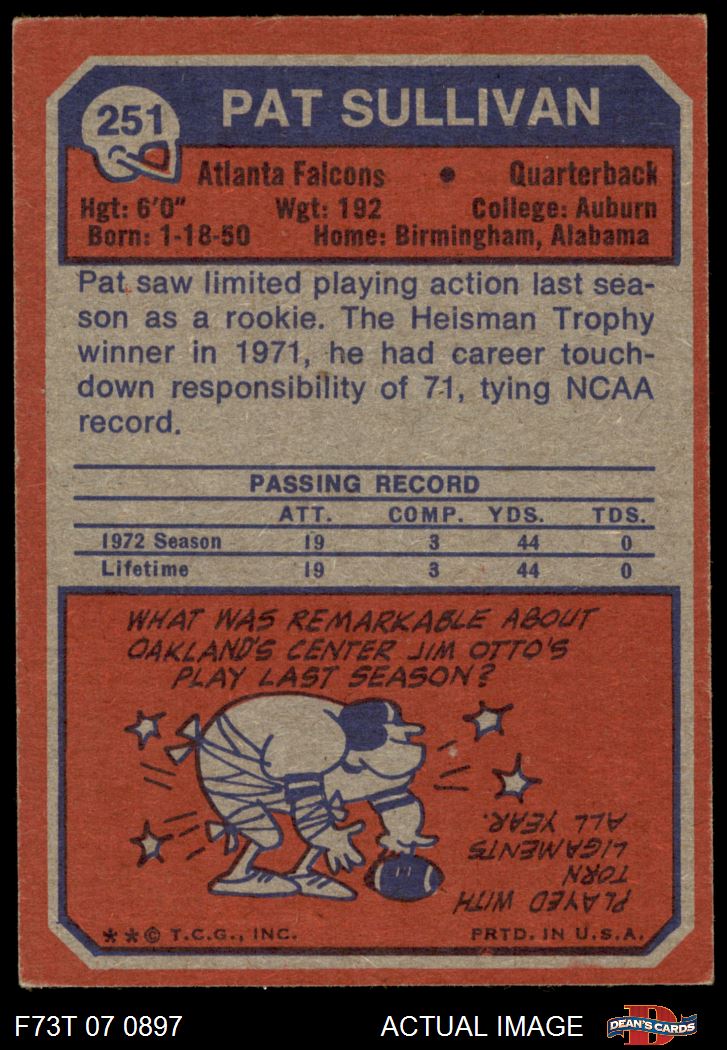 251
PAT SULLIVAN
Atlanta Falcons • Quarterback
Hgt: 6'0" Wgt: 192 College: Auburn
Born: 1-18-50 Home: Birmingham, Alabama
Pat saw limited playing action last sea-
son as a rookie. The Heisman Trophy
winner in 1971, he had career touch-
down responsibility of 71, tying NCAA
record.
PASSING RECORD
ATT. COMP. YDS. TDS.
1972 Season 19 3 44 0
Lifetime 19 3 44 0
WHAT WAS REMARKABLE ABOUT
OAKLAND'S CENTER JIM OTTO'S
PLAY LAST SEASON?
PLAYED WITH
TORN
LIGAMENTS
ALL YEAR.
**© T.C.G., INC. PRTD. IN U.S.A.
F73T 07 0897 ACTUAL IMAGE DEAN'S CARDS